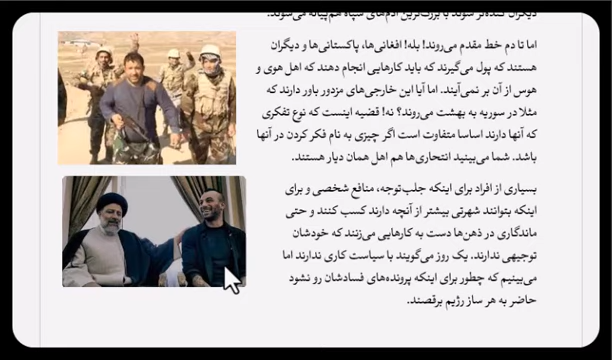 دیگران گنده‌تر شوند با بزرگ‌ترین آدم‌های سپاه هم‌پیاله می‌شوند.
اما تا دم خط مقدم می‌روند! بله! افغانی‌ها، پاکستانی‌ها و دیگران
هستند که پول می‌گیرند که باید کارهایی انجام دهند که اهل هوی و
هوس از آن بر نمی‌آیند. اما آیا این خارجی‌های مزدور باور دارند که
مثلا در سوریه به بهشت می‌روند؟ نه! قضیه اینست که نوع تفکری
که آنها دارند اساسا متفاوت است اگر چیزی به نام فکر کردن در آنها
باشد. شما می‌بینید انتحاری‌ها هم اهل همان دیار هستند.
بسیاری از افراد برای اینکه جلب‌توجه، منافع شخصی و برای
اینکه بتوانند شهرتی بیشتر از آنچه دارند کسب کنند و حتی
ماندگاری در ذهن‌ها دست به کارهایی می‌زنند که خودشان
توجیهی ندارند. یک روز می‌گویند با سیاست کاری ندارند اما
می‌بینیم که چطور برای اینکه پرونده‌های فسادشان رو نشود
حاضر به هر ساز رژیم برقصند.